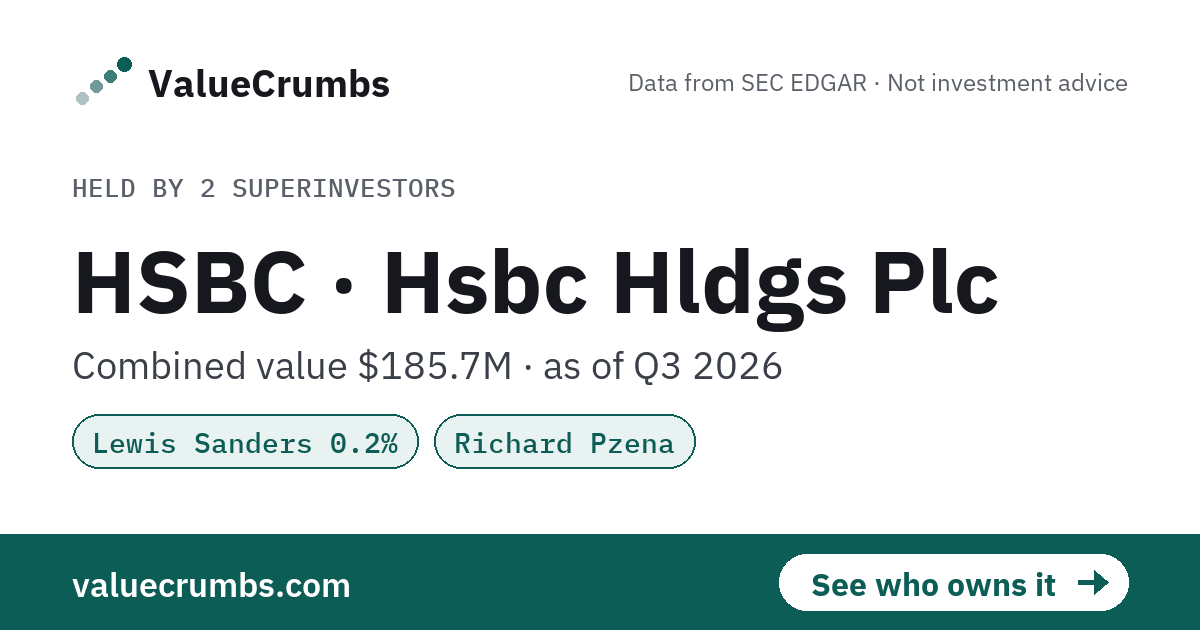 ValueCrumbs
Data from SEC EDGAR · Not investment advice
HELD BY 2 SUPERINVESTORS
HSBC · Hsbc Hldgs Plc
Combined value $185.7M · as of Q3 2026
Lewis Sanders 0.2%
Richard Pzena
valuecrumbs.com
See who owns it →